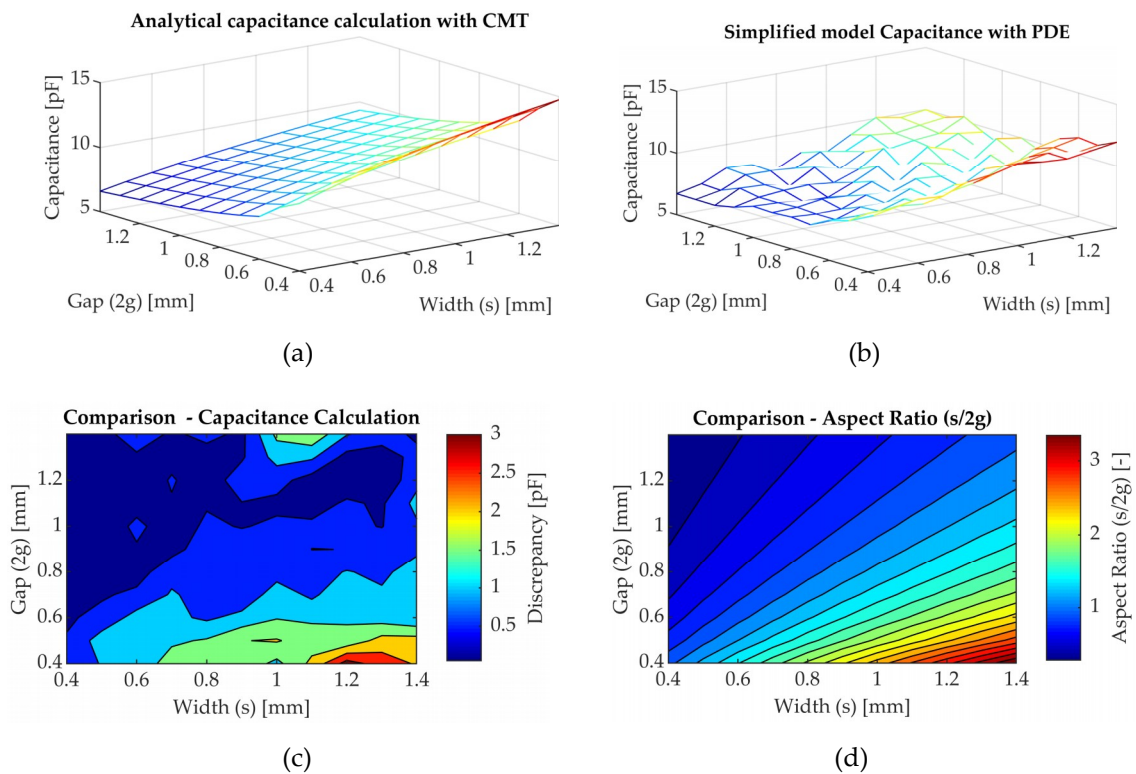 Analytical capacitance calculation with CMT
Capacitance [pF]
15
10
5
1.2
1
0.8
0.6
0.4
Gap (2g) [mm]
0.4
0.6
0.8
1
1.2
Width (s) [mm]
(a)
Simplified model Capacitance with PDE
Capacitance [pF]
15
10
5
1.2
1
0.8
0.6
0.4
Gap (2g) [mm]
0.4
0.6
0.8
1
1.2
Width (s) [mm]
(b)
Comparison - Capacitance Calculation
Gap (2g) [mm]
1.2
1
0.8
0.6
0.4
0.4 0.6 0.8 1 1.2 1.4
Width (s) [mm]
3
2.5
2
1.5
1
0.5
Discrepancy [pF]
(c)
Comparison - Aspect Ratio (s/2g)
Gap (2g) [mm]
1.2
1
0.8
0.6
0.4
0.4 0.6 0.8 1 1.2 1.4
Width (s) [mm]
3
2
1
Aspect Ratio (s/2g) [-]
(d)